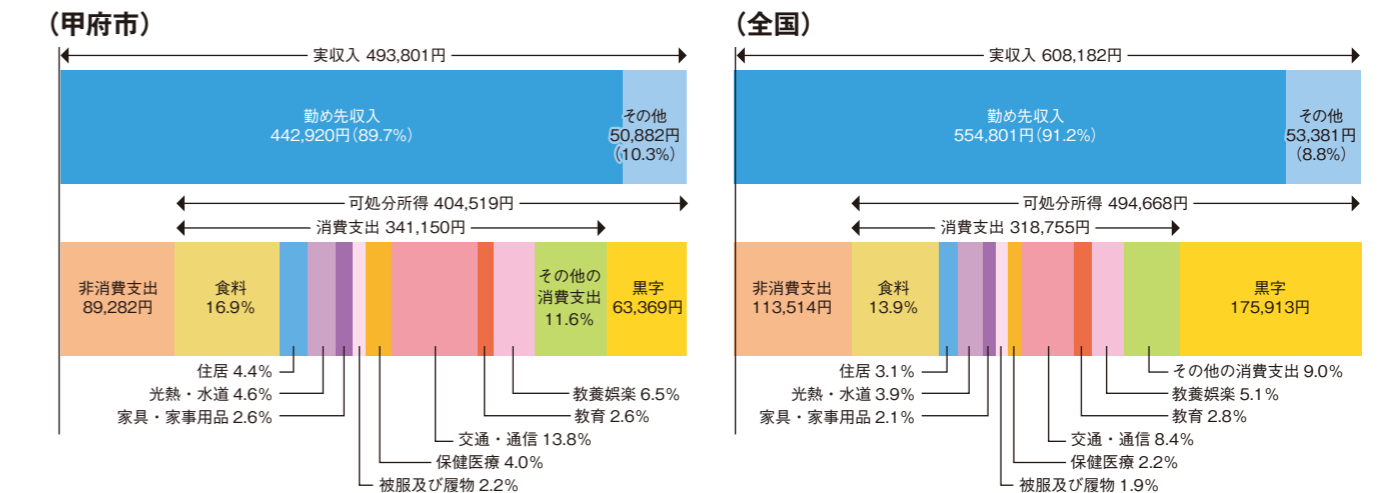 （甲府市）
実収入 493,801円
勤め先収入
442,920円（89.7%）
その他
50,882円
（10.3%）
可処分所得 404,519円
消費支出 341,150円
非消費支出
89,282円
食料
16.9%
その他の
消費支出
11.6%
黒字
63,369円
住居 4.4%
光熱・水道 4.6%
家具・家事用品 2.6%
教養娯楽 6.5%
教育 2.6%
交通・通信 13.8%
保健医療 4.0%
被服及び履物 2.2%
（全国）
実収入 608,182円
勤め先収入
554,801円（91.2%）
その他
53,381円
（8.8%）
可処分所得 494,668円
消費支出 318,755円
非消費支出
113,514円
食料
13.9%
黒字
175,913円
住居 3.1%
光熱・水道 3.9%
家具・家事用品 2.1%
その他の消費支出 9.0%
教養娯楽 5.1%
教育 2.8%
交通・通信 8.4%
保健医療 2.2%
被服及び履物 1.9%